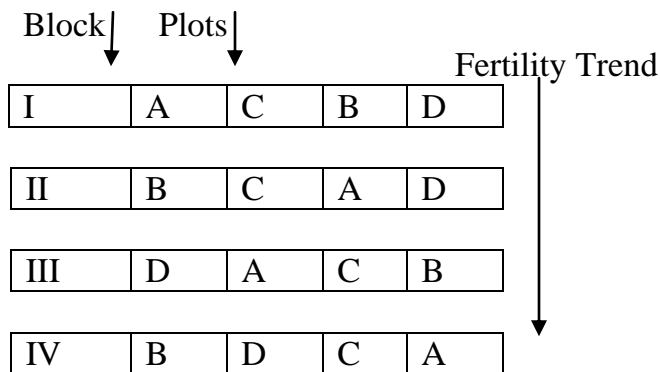 Block Plots
Fertility Trend
I A C B D
II B C A D
III D A C B
IV B D C A